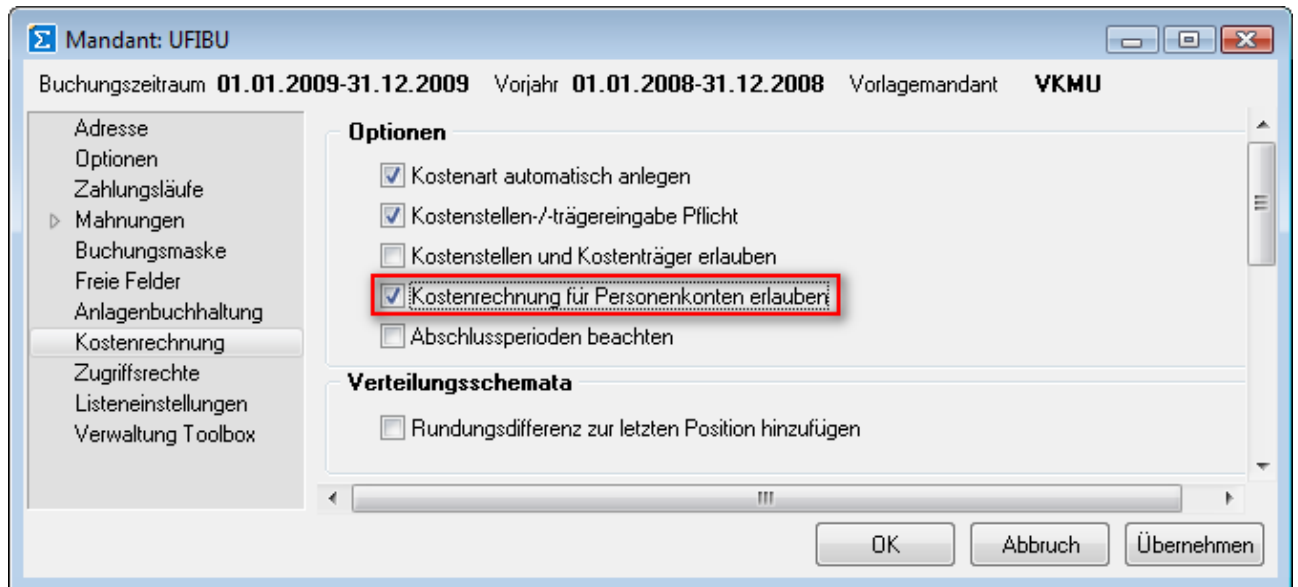 Mandant: UFIBU
Buchungszeitraum 01.01.2009-31.12.2009 Vorjahr 01.01.2008-31.12.2008 Vorlagemandant VKMU
Adresse
Optionen
Zahlungsläufe
Mahnungen
Buchungsmaske
Freie Felder
Anlagenbuchhaltung
Kostenrechnung
Zugriffsrechte
Listeneinstellungen
Verwaltung Toolbox
Optionen
Kostenart automatisch anlegen
Kostenstellen-/-trägereingabe Pflicht
Kostenstellen und Kostenträger erlauben
Kostenrechnung für Personenkonten erlauben
Abschlussperioden beachten
Verteilungsschemata
Rundungsdifferenz zur letzten Position hinzufügen
OK Abbruch Übernehmen